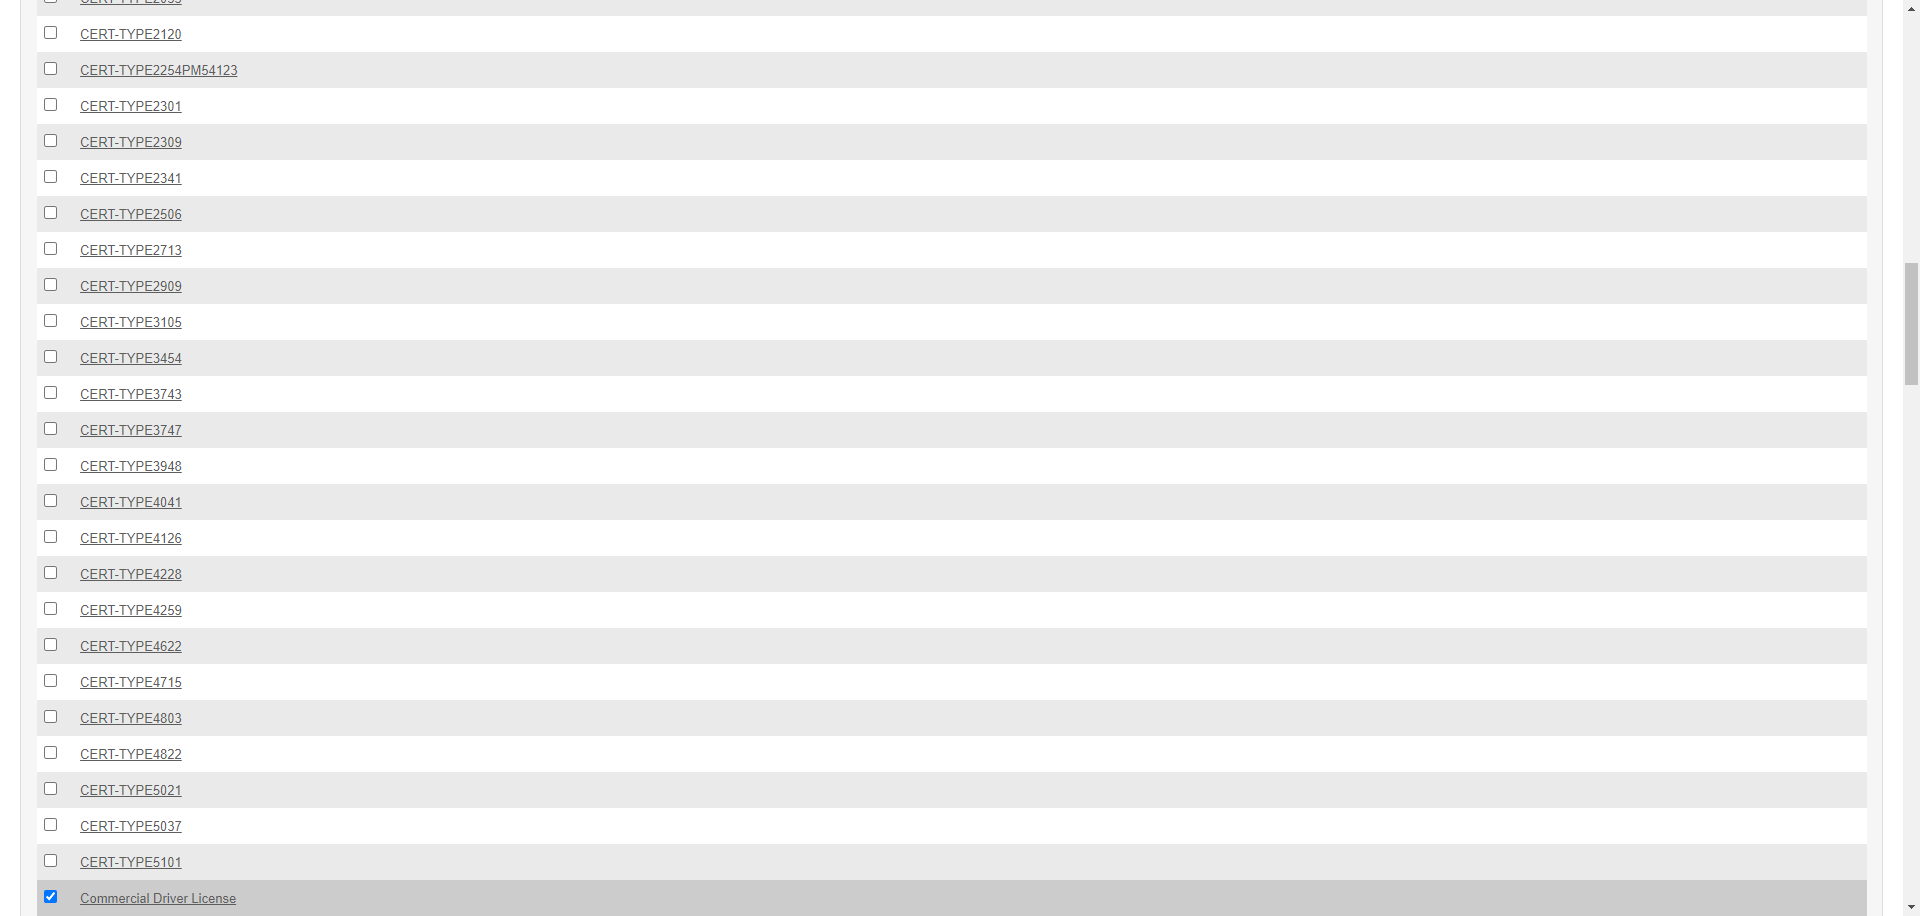 CERT-TYPE2120
CERT-TYPE2254PM54123
CERT-TYPE2301
CERT-TYPE2309
CERT-TYPE2341
CERT-TYPE2506
CERT-TYPE2713
CERT-TYPE2909
CERT-TYPE3105
CERT-TYPE3454
CERT-TYPE3743
CERT-TYPE3747
CERT-TYPE3948
CERT-TYPE4041
CERT-TYPE4126
CERT-TYPE4228
CERT-TYPE4259
CERT-TYPE4622
CERT-TYPE4715
CERT-TYPE4803
CERT-TYPE4822
CERT-TYPE5021
CERT-TYPE5037
CERT-TYPE5101
Commercial Driver License